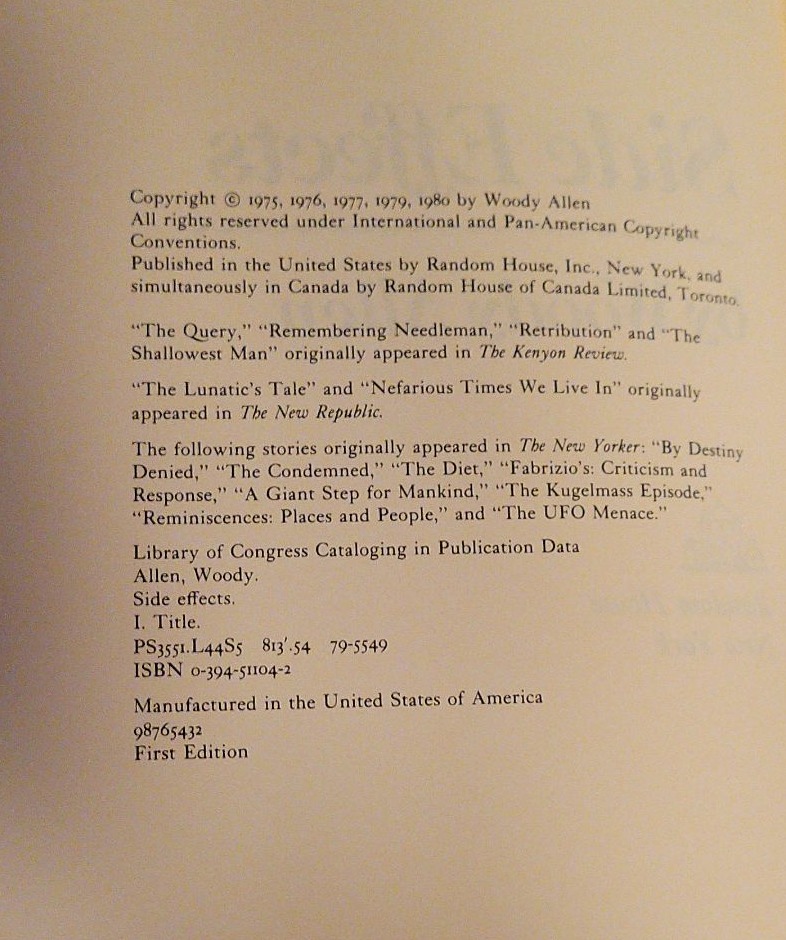 Copyright © 1975, 1976, 1977, 1979, 1980 by Woody Allen
All rights reserved under International and Pan-American Copyright
Conventions.
Published in the United States by Random House, Inc., New York, and
simultaneously in Canada by Random House of Canada Limited, Toronto.
“The Query,” “Remembering Needleman,” “Retribution” and “The
Shallowest Man” originally appeared in The Kenyon Review.
“The Lunatic’s Tale” and “Nefarious Times We Live In” originally
appeared in The New Republic.
The following stories originally appeared in The New Yorker: “By Destiny
Denied,” “The Condemned,” “The Diet,” “Fabrizio’s: Criticism and
Response,” “A Giant Step for Mankind,” “The Kugelmass Episode,”
“Reminiscences: Places and People,” and “The UFO Menace.”
Library of Congress Cataloging in Publication Data
Allen, Woody.
Side effects.
I. Title.
PS3551.L44S5 813′.54 79-5549
ISBN 0-394-51104-2
Manufactured in the United States of America
98765432
First Edition